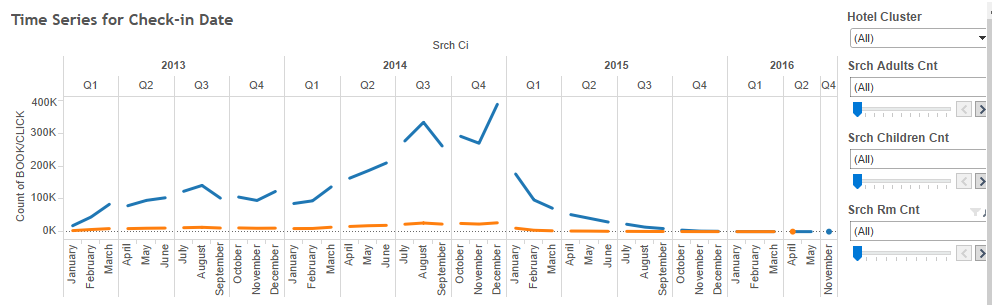 Time Series for Check-in Date
Srch Ci
2013 2014 2015 2016
Q1 Q2 Q3 Q4 Q1 Q2 Q3 Q4 Q1 Q2 Q3 Q4 Q1 Q2 Q4
Count of BOOK/CLICK
400K
300K
200K
100K
0K
January
February
March
April
May
June
July
August
September
October
November
December
January
February
March
April
May
June
July
August
September
October
November
December
January
February
March
April
May
June
July
August
September
October
November
December
January
February
March
April
May
November
Hotel Cluster
(All)
Srch Adults Cnt
(All)
Srch Children Cnt
(All)
Srch Rm Cnt
(All)